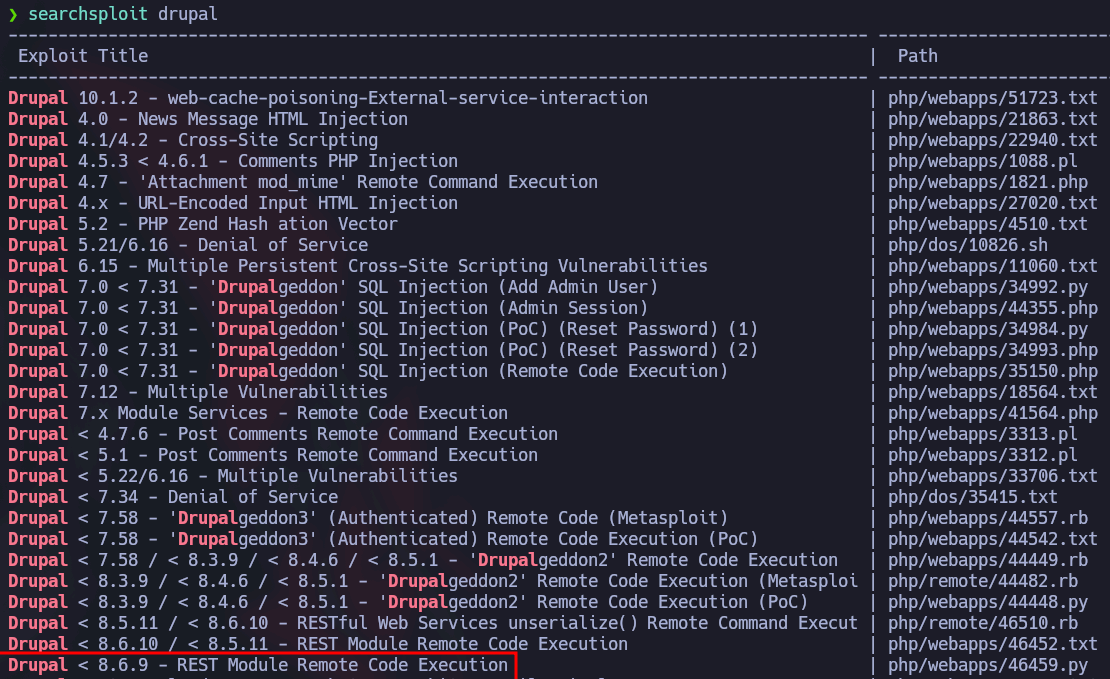 ❯ searchsploit drupal
Exploit Title | Path
Drupal 10.1.2 - web-cache-poisoning-External-service-interaction | php/webapps/51723.txt
Drupal 4.0 - News Message HTML Injection | php/webapps/21863.txt
Drupal 4.1/4.2 - Cross-Site Scripting | php/webapps/22940.txt
Drupal 4.5.3 < 4.6.1 - Comments PHP Injection | php/webapps/1088.pl
Drupal 4.7 - 'Attachment mod_mime' Remote Command Execution | php/webapps/1821.php
Drupal 4.x - URL-Encoded Input HTML Injection | php/webapps/27020.txt
Drupal 5.2 - PHP Zend Hash ation Vector | php/webapps/4510.txt
Drupal 5.21/6.16 - Denial of Service | php/dos/10826.sh
Drupal 6.15 - Multiple Persistent Cross-Site Scripting Vulnerabilities | php/webapps/11060.txt
Drupal 7.0 < 7.31 - 'Drupalgeddon' SQL Injection (Add Admin User) | php/webapps/34992.py
Drupal 7.0 < 7.31 - 'Drupalgeddon' SQL Injection (Admin Session) | php/webapps/44355.php
Drupal 7.0 < 7.31 - 'Drupalgeddon' SQL Injection (PoC) (Reset Password) (1) | php/webapps/34984.py
Drupal 7.0 < 7.31 - 'Drupalgeddon' SQL Injection (PoC) (Reset Password) (2) | php/webapps/34993.php
Drupal 7.0 < 7.31 - 'Drupalgeddon' SQL Injection (Remote Code Execution) | php/webapps/35150.php
Drupal 7.12 - Multiple Vulnerabilities | php/webapps/18564.txt
Drupal 7.x Module Services - Remote Code Execution | php/webapps/41564.php
Drupal < 4.7.6 - Post Comments Remote Command Execution | php/webapps/3313.pl
Drupal < 5.1 - Post Comments Remote Command Execution | php/webapps/3312.pl
Drupal < 5.22/6.16 - Multiple Vulnerabilities | php/webapps/33706.txt
Drupal < 7.34 - Denial of Service | php/dos/35415.txt
Drupal < 7.58 - 'Drupalgeddon3' (Authenticated) Remote Code (Metasploit) | php/webapps/44557.rb
Drupal < 7.58 - 'Drupalgeddon3' (Authenticated) Remote Code Execution (PoC) | php/webapps/44542.txt
Drupal < 7.58 / < 8.3.9 / < 8.4.6 / < 8.5.1 - 'Drupalgeddon2' Remote Code Execution | php/webapps/44449.rb
Drupal < 8.3.9 / < 8.4.6 / < 8.5.1 - 'Drupalgeddon2' Remote Code Execution (Metasploi | php/remote/44482.rb
Drupal < 8.3.9 / < 8.4.6 / < 8.5.1 - 'Drupalgeddon2' Remote Code Execution (PoC) | php/webapps/44448.py
Drupal < 8.5.11 / < 8.6.10 - RESTful Web Services unserialize() Remote Command Execut | php/remote/46510.rb
Drupal < 8.6.10 / < 8.5.11 - REST Module Remote Code Execution | php/webapps/46452.txt
Drupal < 8.6.9 - REST Module Remote Code Execution | php/webapps/46459.py